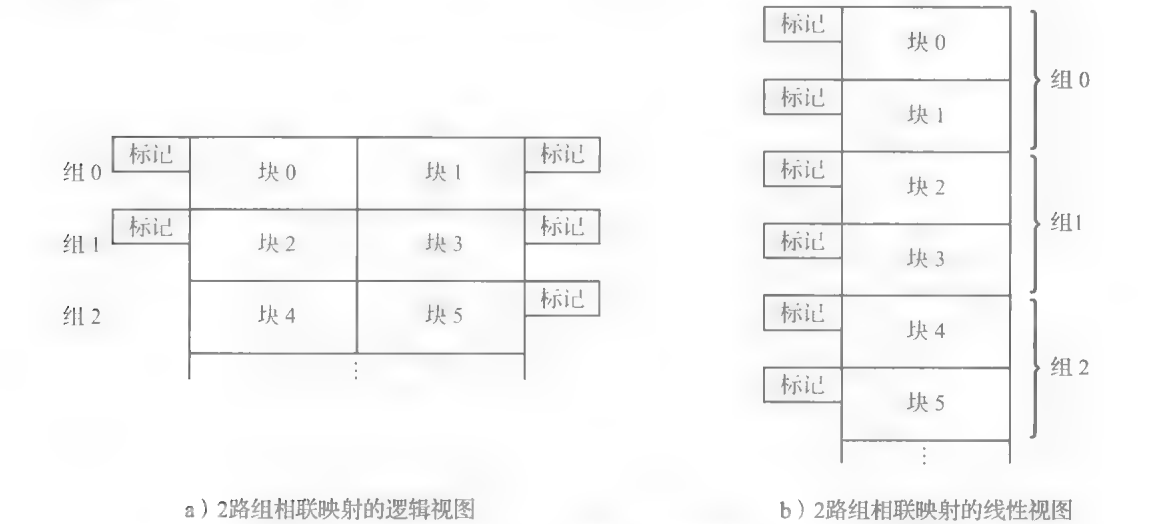 组 0 标记 块 0 块 1 标记
组 1 标记 块 2 块 3 标记
组 2 块 4 块 5 标记
⋮
a）2路组相联映射的逻辑视图
标记 块 0
组 0
标记 块 1
标记 块 2
组1
标记 块 3
标记 块 4
组 2
标记 块 5
⋮
b）2路组相联映射的线性视图